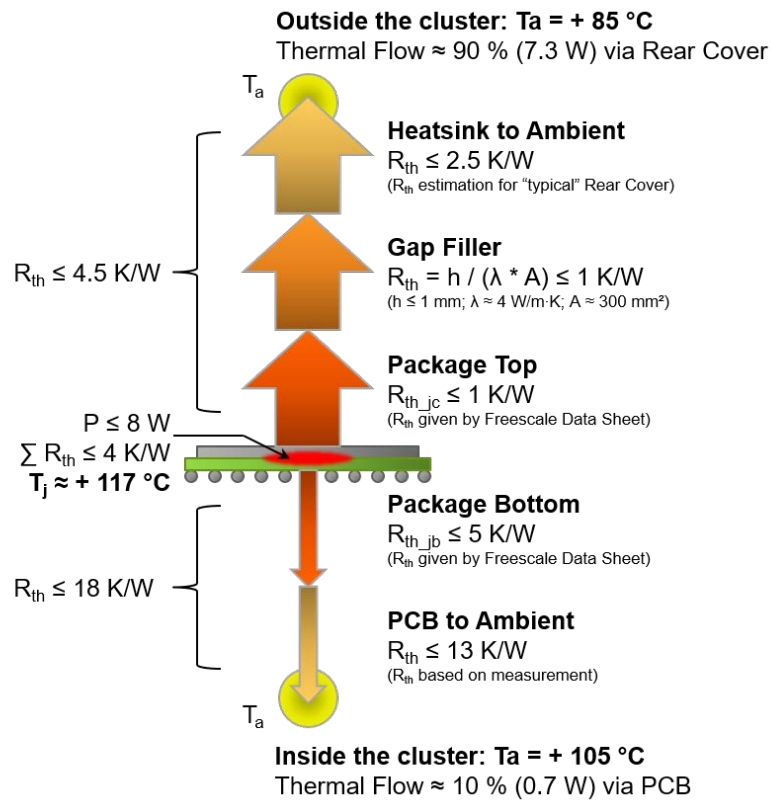 Outside the cluster: Ta = + 85 °C
Thermal Flow ≈ 90 % (7.3 W) via Rear Cover
Ta
Heatsink to Ambient
Rth ≤ 2.5 K/W
(Rth estimation for “typical” Rear Cover)
Gap Filler
Rth = h / (λ * A) ≤ 1 K/W
(h ≤ 1 mm; λ ≈ 4 W/m·K; A ≈ 300 mm²)
Rth ≤ 4.5 K/W
Package Top
Rth_jc ≤ 1 K/W
(Rth given by Freescale Data Sheet)
P ≤ 8 W
∑ Rth ≤ 4 K/W
Tj ≈ + 117 °C
Package Bottom
Rth_jb ≤ 5 K/W
(Rth given by Freescale Data Sheet)
Rth ≤ 18 K/W
PCB to Ambient
Rth ≤ 13 K/W
(Rth based on measurement)
Ta
Inside the cluster: Ta = + 105 °C
Thermal Flow ≈ 10 % (0.7 W) via PCB